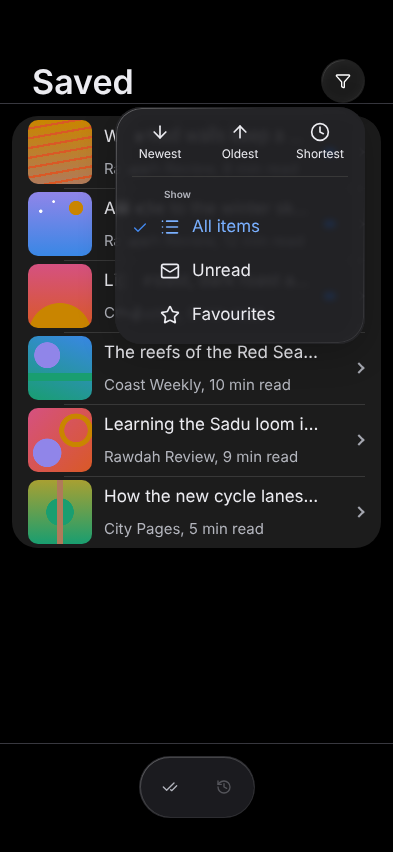 Saved
Newest
Oldest
Shortest
Show
All items
Unread
Favourites
The reefs of the Red Sea...
Coast Weekly, 10 min read
Learning the Sadu loom i...
Rawdah Review, 9 min read
How the new cycle lanes...
City Pages, 5 min read